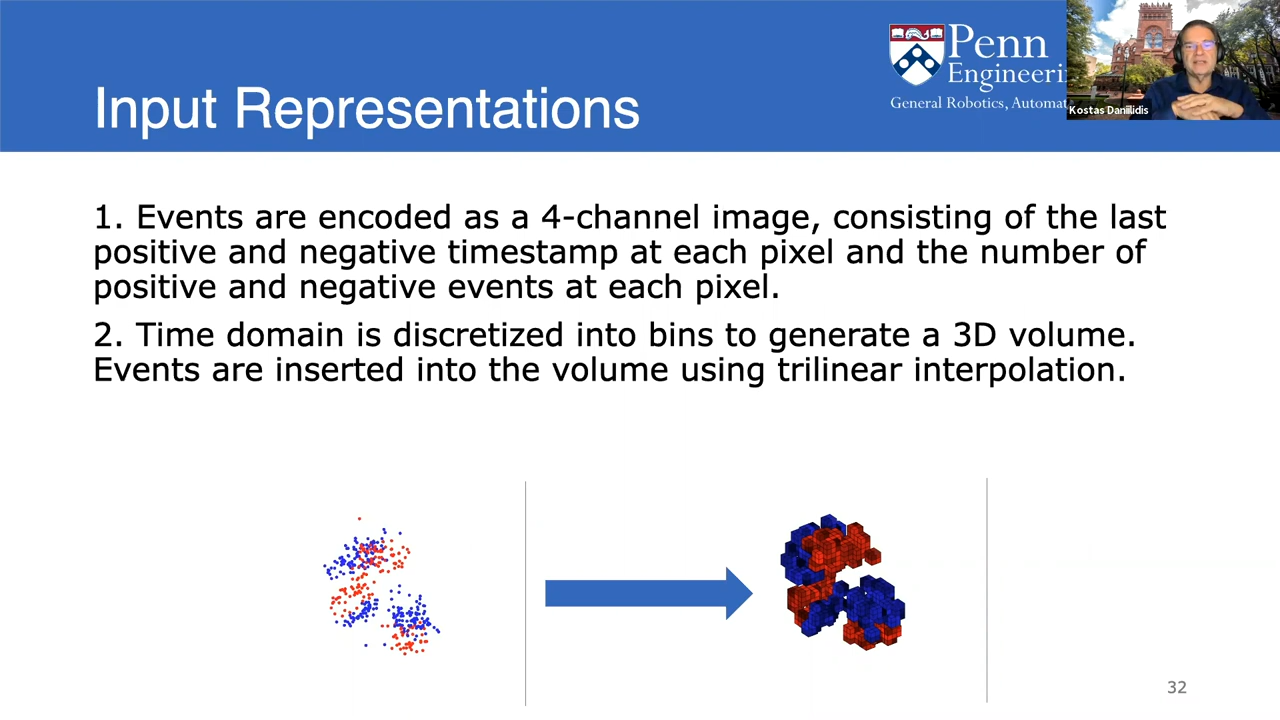 Penn
Engineeri
General Robotics, Automat
Kostas Daniilidis
Input Representations
1. Events are encoded as a 4-channel image, consisting of the last
positive and negative timestamp at each pixel and the number of
positive and negative events at each pixel.
2. Time domain is discretized into bins to generate a 3D volume.
Events are inserted into the volume using trilinear interpolation.
32